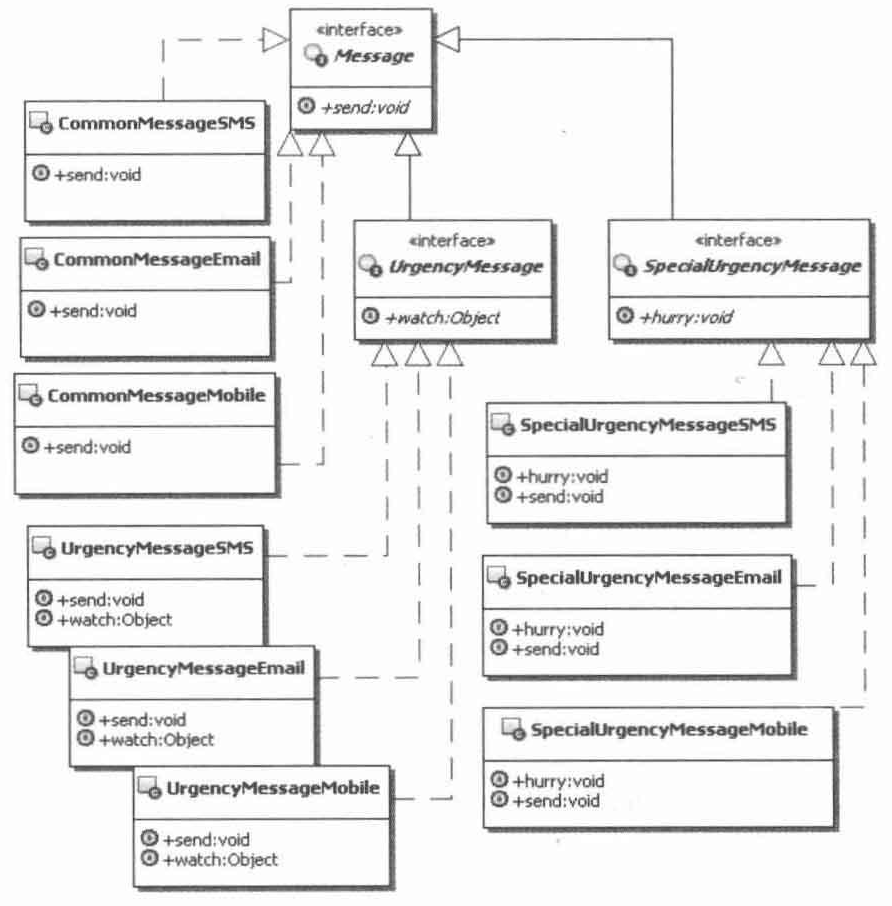 «interface»
Message
+send:void
CommonMessageSMS
+send:void
CommonMessageEmail
+send:void
CommonMessageMobile
+send:void
«interface»
UrgencyMessage
+watch:Object
«interface»
SpecialUrgencyMessage
+hurry:void
UrgencyMessageSMS
+send:void
+watch:Object
UrgencyMessageEmail
+send:void
+watch:Object
UrgencyMessageMobile
+send:void
+watch:Object
SpecialUrgencyMessageSMS
+hurry:void
+send:void
SpecialUrgencyMessageEmail
+hurry:void
+send:void
SpecialUrgencyMessageMobile
+hurry:void
+send:void